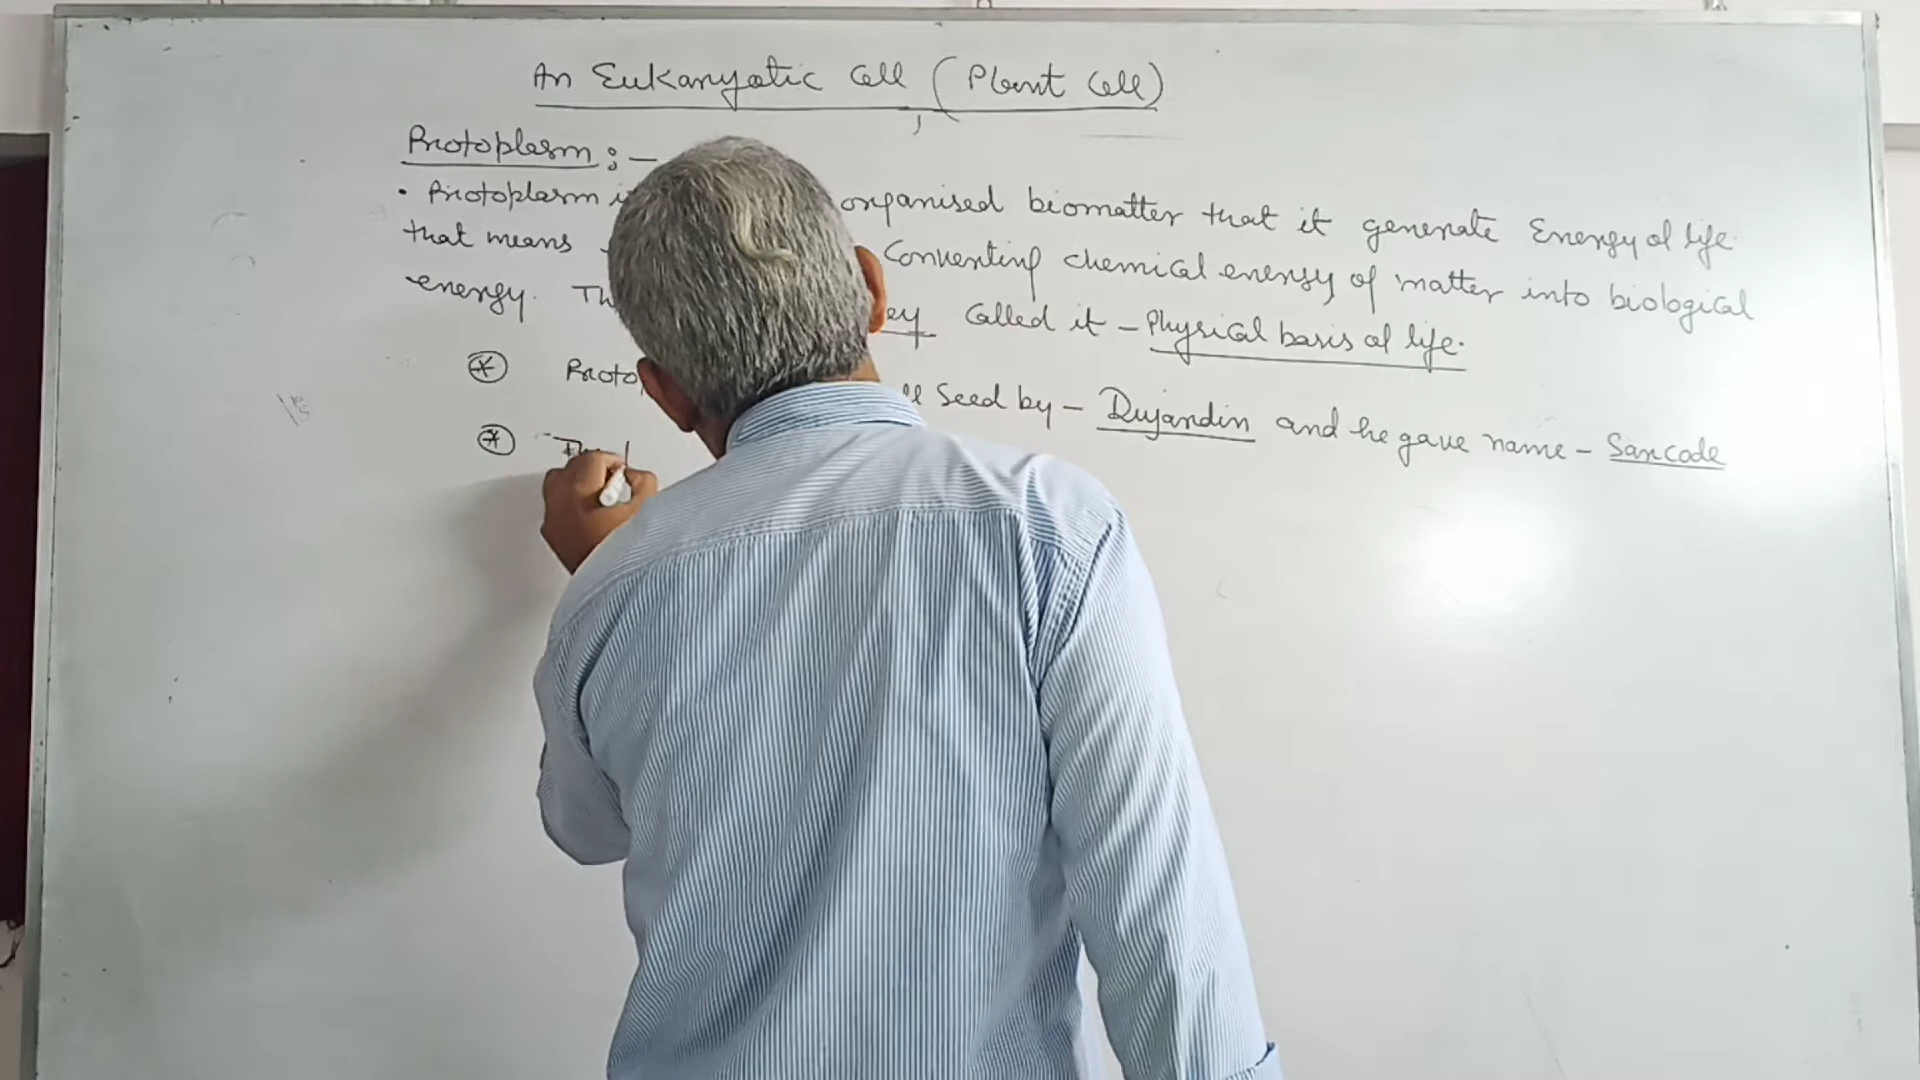 An Eukaryotic Cell (Plant Cell)
Protoplasm :-
• Protoplasm organised biomatter that it generate Energy of life.
that means Converting chemical energy of matter into biological
energy. called it - Physical basis of life.
Seed by - Dujardin and he gave name - Sarcode